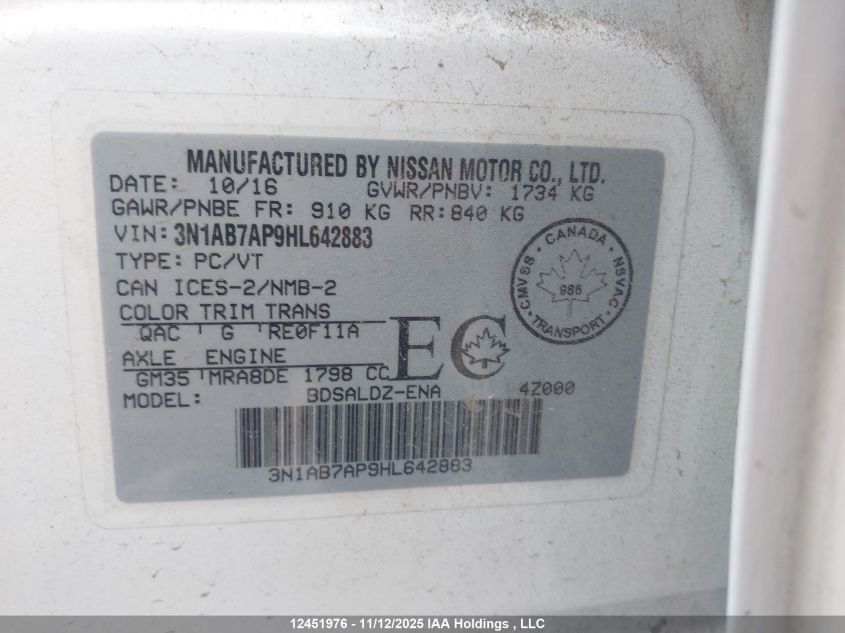 MANUFACTURED BY NISSAN MOTOR CO., LTD.
DATE: 10/16 GVWR/PNBV: 1734 KG
GAWR/PNBE FR: 910 KG RR: 840 KG
VIN: 3N1AB7AP9HL642883
TYPE: PC/VT
CAN ICES-2/NMB-2
COLOR TRIM TRANS
QAC G RE0F11A
AXLE ENGINE
GM35 MRA8DE 1798 CC
EC
MODEL: BDSALDZ-ENA 4Z000
3N1AB7AP9HL642883
CANADA
CMVSS NSVAC
986
TRANSPORT
12451976 - 11/12/2025 IAA Holdings , LLC